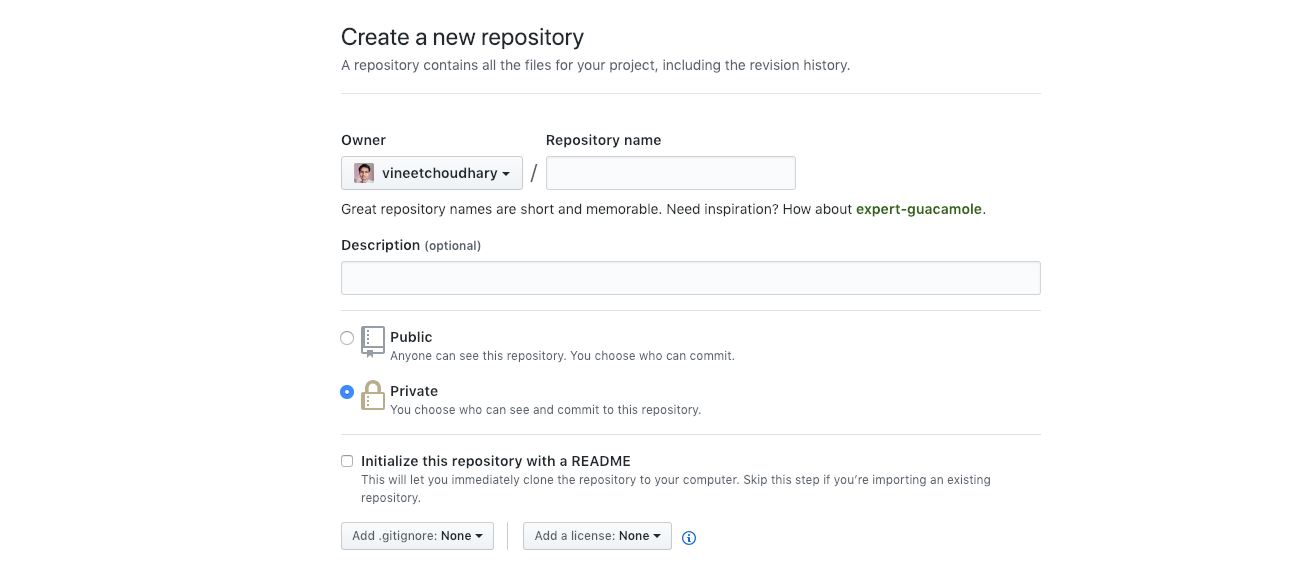 Create a new repository
A repository contains all the files for your project, including the revision history.
Owner
Repository name
vineetchoudhary
/
Great repository names are short and memorable. Need inspiration? How about expert-guacamole.
Description (optional)
Public
Anyone can see this repository. You choose who can commit.
Private
You choose who can see and commit to this repository.
Initialize this repository with a README
This will let you immediately clone the repository to your computer. Skip this step if you’re importing an existing
repository.
Add .gitignore: None
Add a license: None